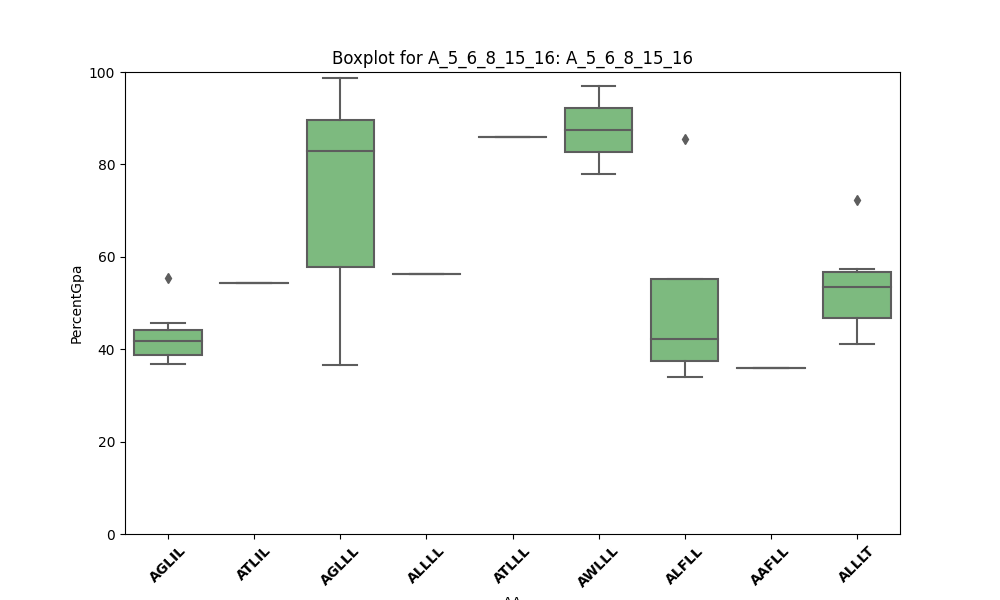 Boxplot for A_5_6_8_15_16: A_5_6_8_15_16
100
80
60
40
20
0
PercentGpa
AGLIL
ATLIL
AGLLL
ALLLL
ATLLL
AWLLL
ALFLL
AAFLL
ALLLT